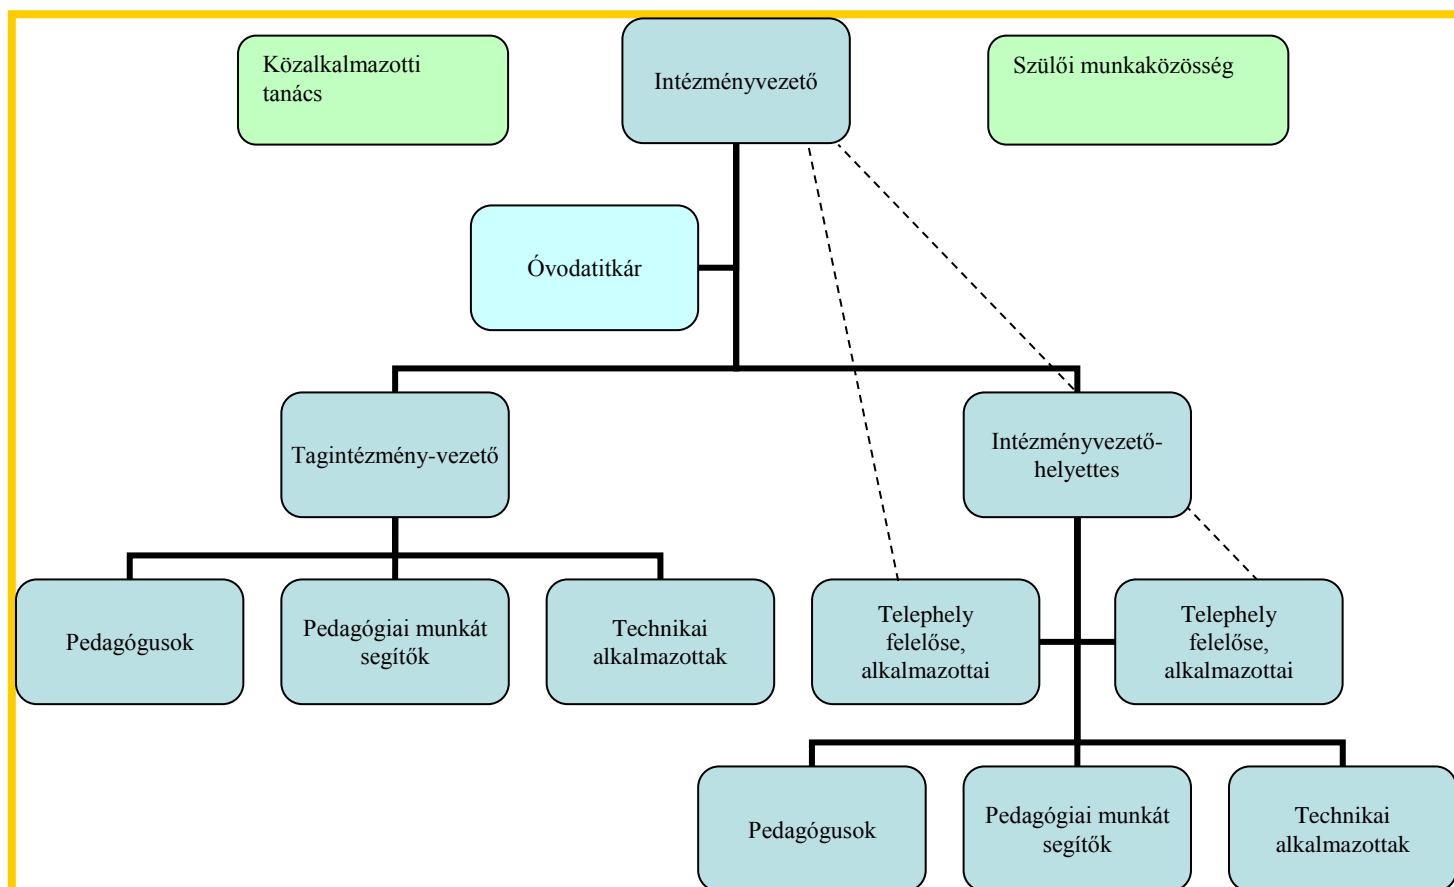 Közalkalmazotti
tanács
Intézményvezető
Szülői munkaközösség
Óvodatitkár
Tagintézmény-vezető
Intézményvezető-
helyettes
Pedagógusok
Pedagógiai munkát
segítők
Technikai
alkalmazottak
Telephely
felelőse,
alkalmazottai
Telephely
felelőse,
alkalmazottai
Pedagógusok
Pedagógiai munkát
segítők
Technikai
alkalmazottak